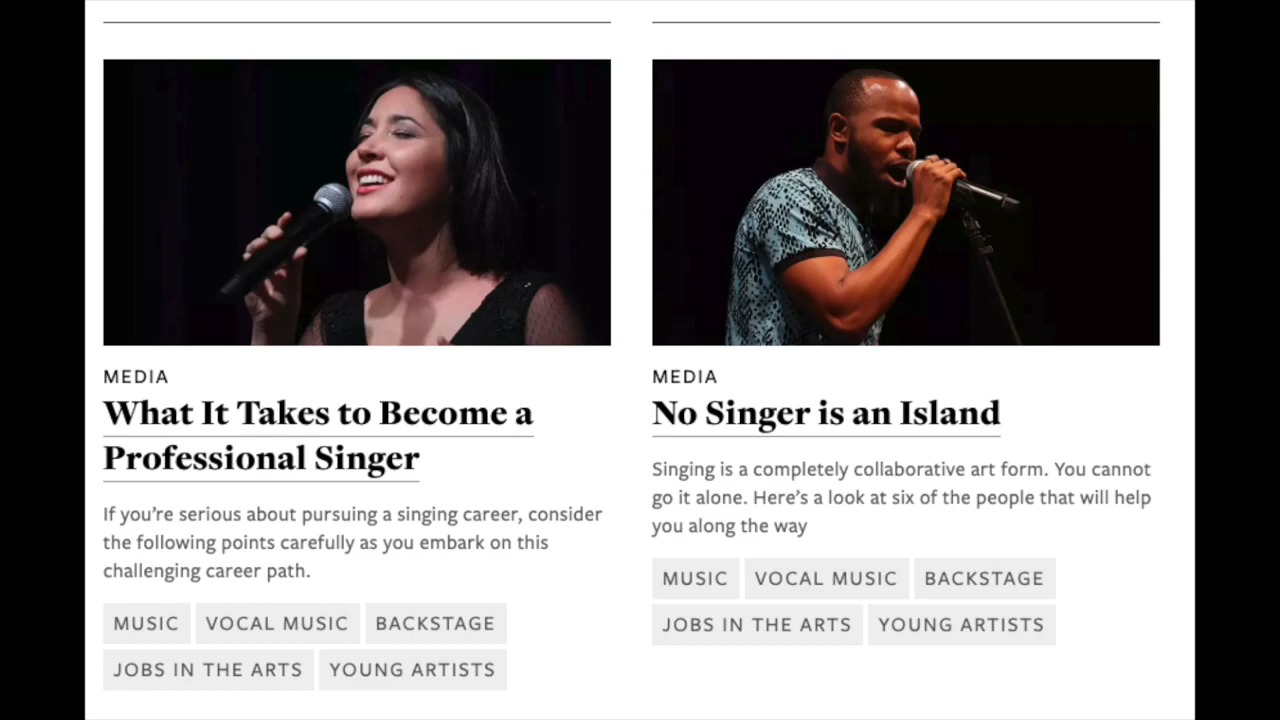 MEDIA
What It Takes to Become a
Professional Singer
If you’re serious about pursuing a singing career, consider
the following points carefully as you embark on this
challenging career path.
MUSIC
VOCAL MUSIC
BACKSTAGE
JOBS IN THE ARTS
YOUNG ARTISTS
MEDIA
No Singer is an Island
Singing is a completely collaborative art form. You cannot
go it alone. Here’s a look at six of the people that will help
you along the way
MUSIC
VOCAL MUSIC
BACKSTAGE
JOBS IN THE ARTS
YOUNG ARTISTS